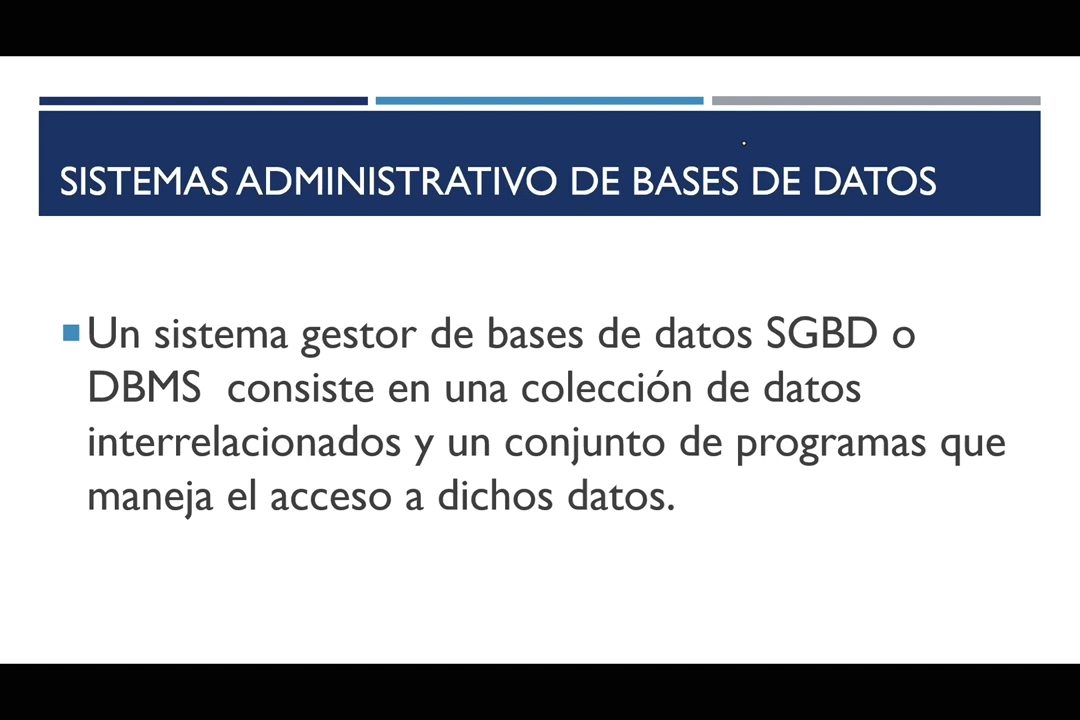 SISTEMAS ADMINISTRATIVO DE BASES DE DATOS
Un sistema gestor de bases de datos SGBD o
DBMS consiste en una colección de datos
interrelacionados y un conjunto de programas que
maneja el acceso a dichos datos.